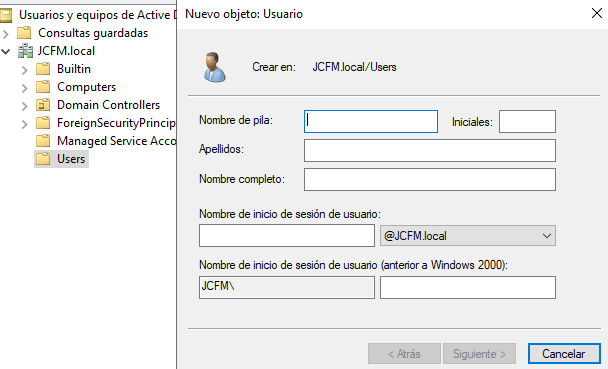 Usuarios y equipos de Active D
Consultas guardadas
JCFM.local
Builtin
Computers
Domain Controllers
ForeignSecurityPrincip
Managed Service Acco
Users
Nuevo objeto: Usuario
Crear en: JCFM.local/Users
Nombre de pila: Iniciales:
Apellidos:
Nombre completo:
Nombre de inicio de sesión de usuario:
@JCFM.local
Nombre de inicio de sesión de usuario (anterior a Windows 2000):
JCFM\
< Atrás Siguiente > Cancelar